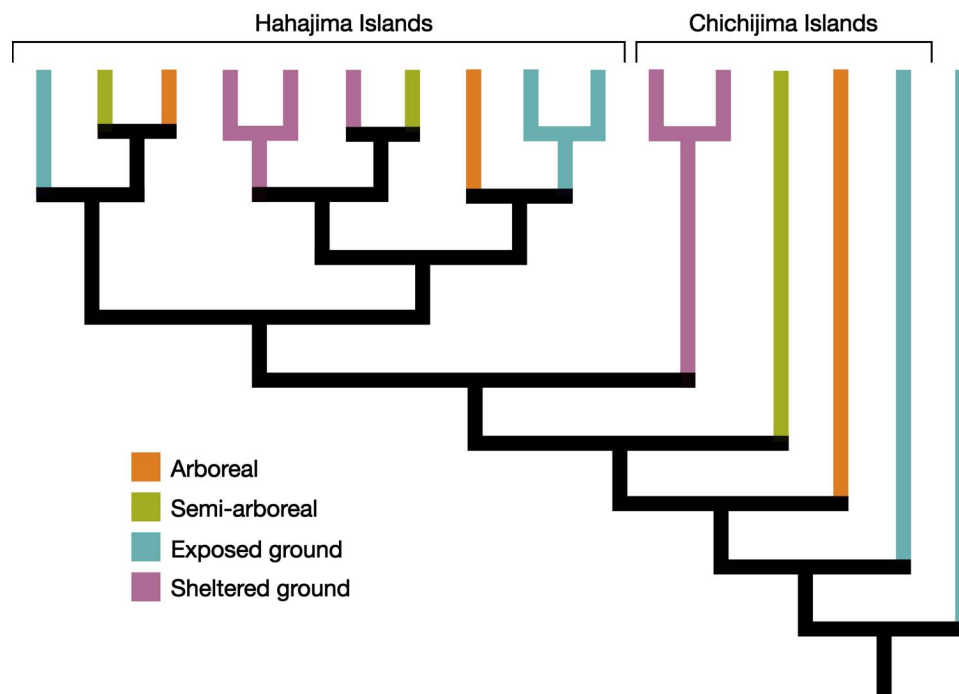 Hahajima Islands
Chichijima Islands
Arboreal
Semi-arboreal
Exposed ground
Sheltered ground